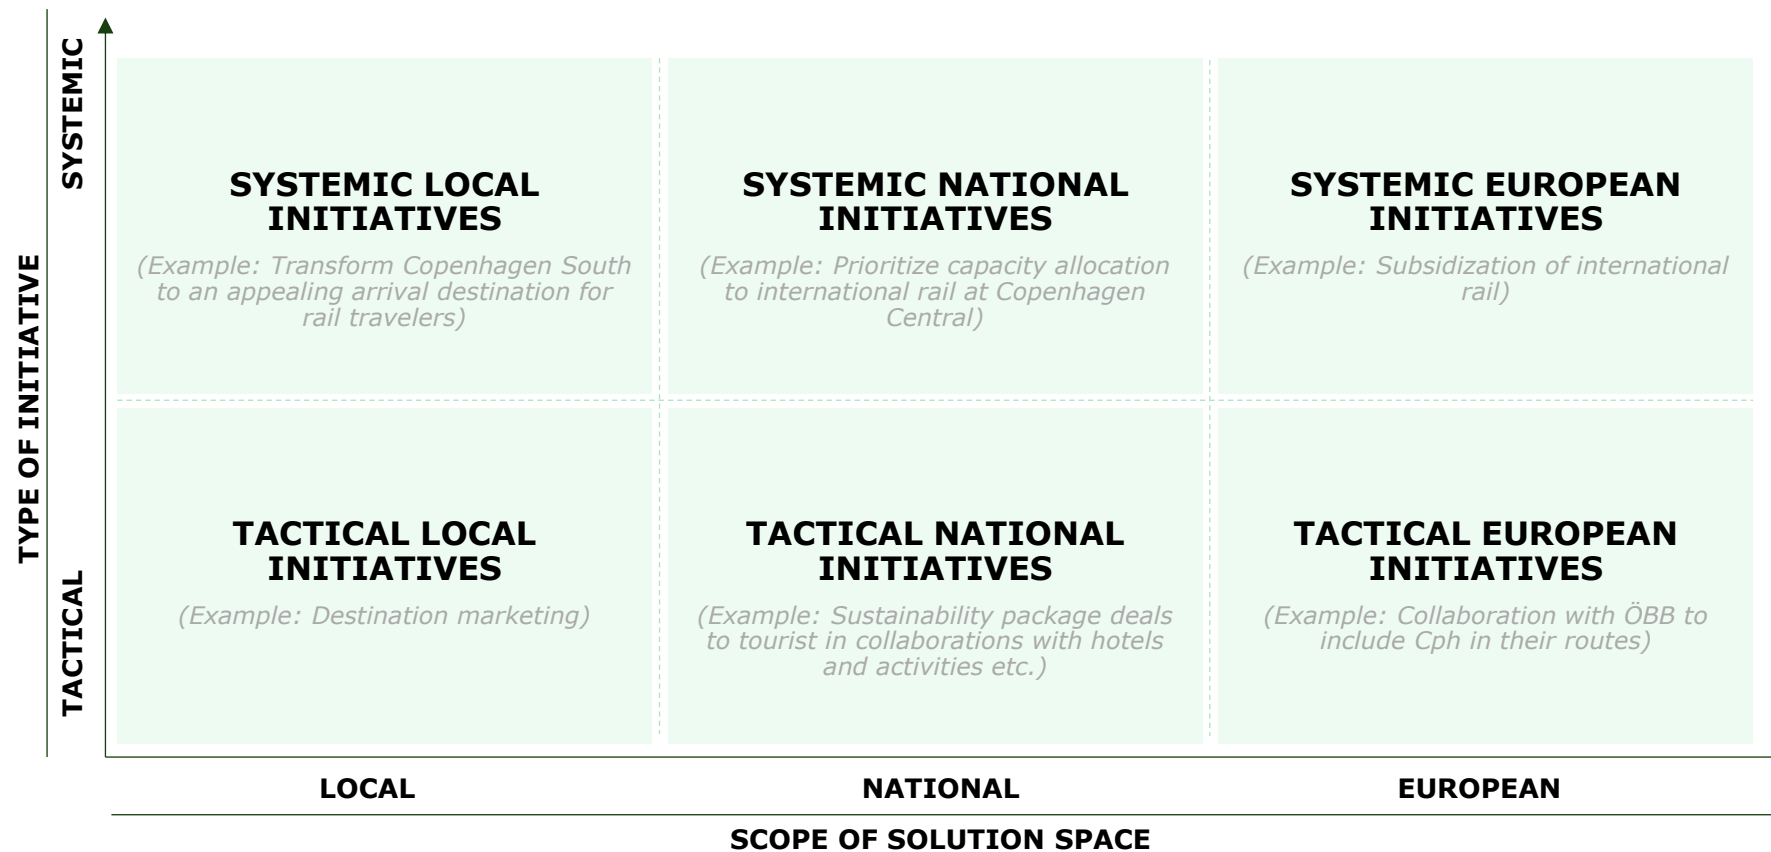 SYSTEMIC
TYPE OF INITIATIVE
TACTICAL
SYSTEMIC LOCAL
INITIATIVES
(Example: Transform Copenhagen South
to an appealing arrival destination for
rail travelers)
SYSTEMIC NATIONAL
INITIATIVES
(Example: Prioritize capacity allocation
to international rail at Copenhagen
Central)
SYSTEMIC EUROPEAN
INITIATIVES
(Example: Subsidization of international
rail)
TACTICAL LOCAL
INITIATIVES
(Example: Destination marketing)
TACTICAL NATIONAL
INITIATIVES
(Example: Sustainability package deals
to tourist in collaborations with hotels
and activities etc.)
TACTICAL EUROPEAN
INITIATIVES
(Example: Collaboration with ÖBB to
include Cph in their routes)
LOCAL
NATIONAL
EUROPEAN
SCOPE OF SOLUTION SPACE